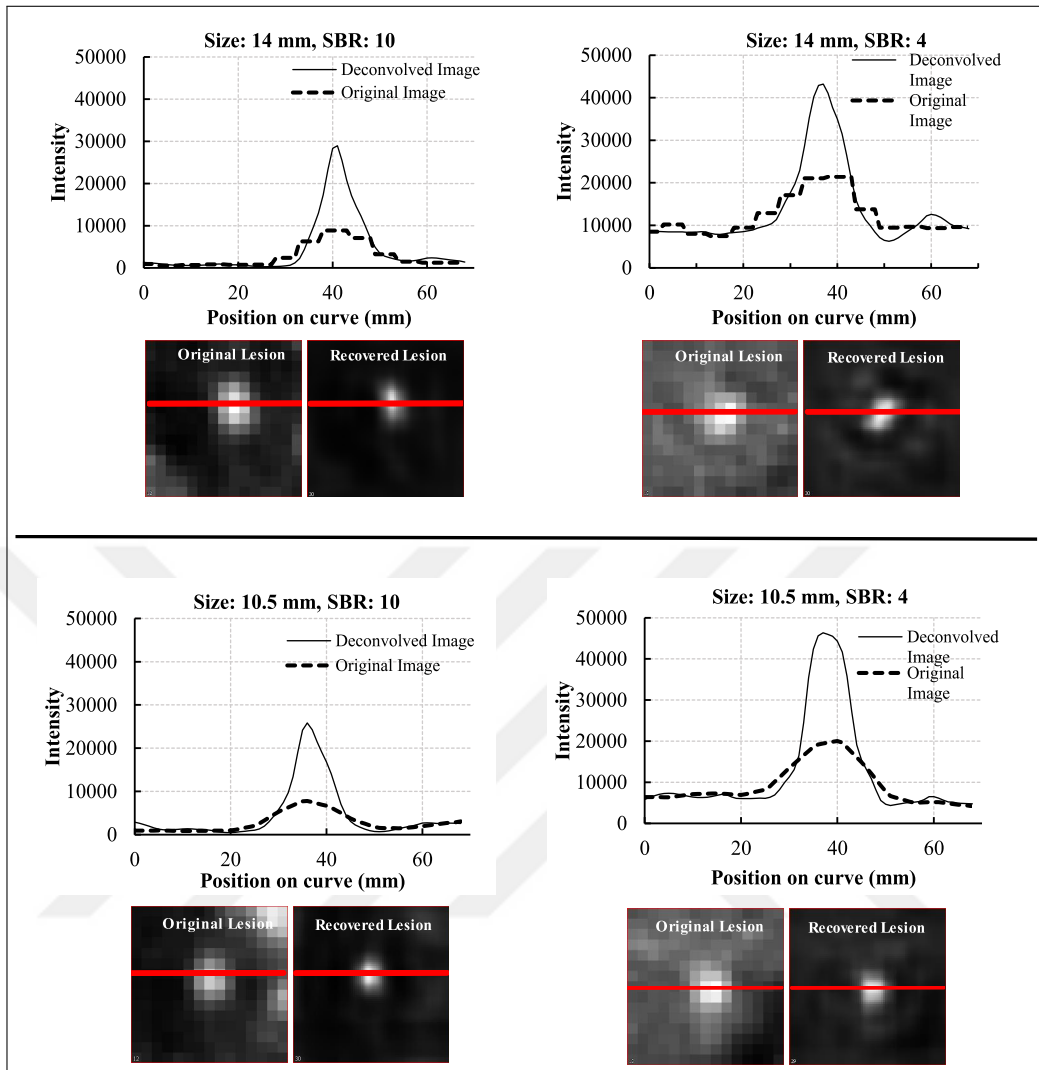 Size: 14 mm, SBR: 10
50000
40000
30000
20000
10000
0
Intensity
Deconvolved Image
Original Image
0 20 40 60
Position on curve (mm)
Original Lesion
Recovered Lesion
30
Size: 14 mm, SBR: 4
50000
40000
30000
20000
10000
0
Intensity
Deconvolved
Image
Original
Image
0 20 40 60
Position on curve (mm)
Original Lesion
Recovered Lesion
30
Size: 10.5 mm, SBR: 10
50000
40000
30000
20000
10000
0
Intensity
Deconvolved Image
Original Image
0 20 40 60
Position on curve (mm)
Original Lesion
Recovered Lesion
12
30
Size: 10.5 mm, SBR: 4
50000
40000
30000
20000
10000
0
Intensity
Deconvolved
Image
Original
Image
0 20 40 60
Position on curve (mm)
Original Lesion
Recovered Lesion
29